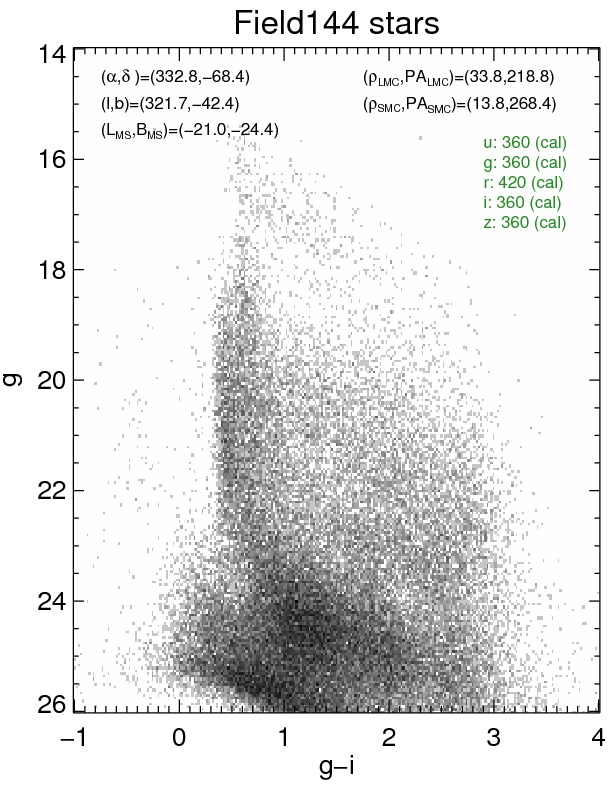 Field144 stars
(α,δ)=(332.8,−68.4)
(ρLMC,PALMC)=(33.8,218.8)
(l,b)=(321.7,−42.4)
(ρSMC,PASMC)=(13.8,268.4)
(LMS,BMS)=(−21.0,−24.4)
u: 360 (cal)
g: 360 (cal)
r: 420 (cal)
i: 360 (cal)
z: 360 (cal)
14
16
18
20
22
24
26
g
−1 0 1 2 3 4
g−i